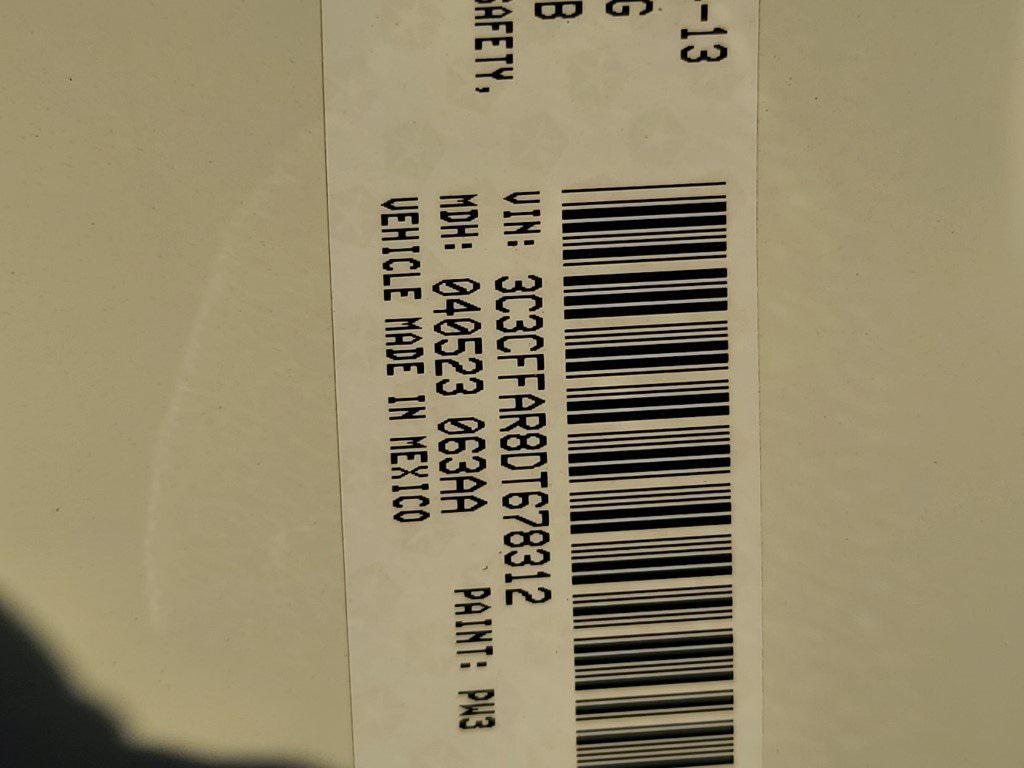 -13
G
B
SAFETY,
VIN: 3C3CFFAR8DT678312
MDH: 040523 063AA PAINT: PW3
VEHICLE MADE IN MEXICO